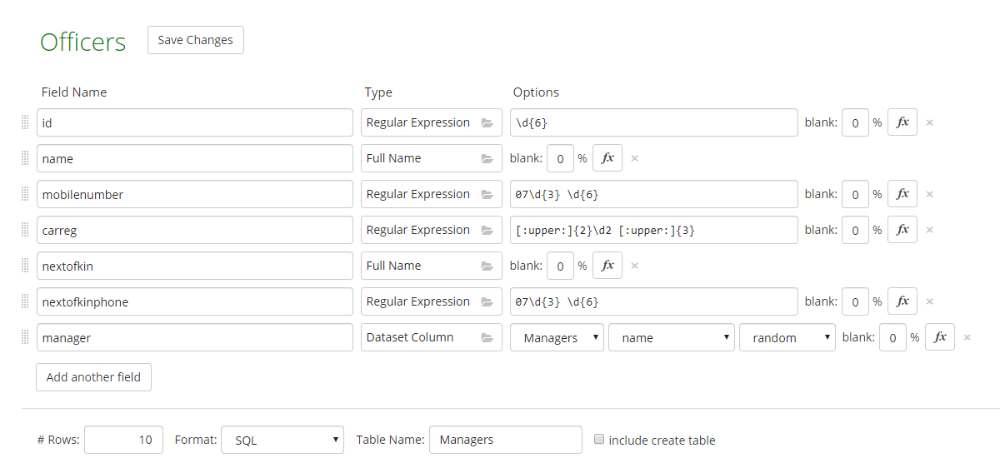 Officers Save Changes
Field Name Type Options
id Regular Expression \d{6} blank: 0 % fx ×
name Full Name blank: 0 % fx ×
mobilenumber Regular Expression 07\d{3} \d{6} blank: 0 % fx ×
carreg Regular Expression [:upper:]{2}\d2 [:upper:]{3} blank: 0 % fx ×
nextofkin Full Name blank: 0 % fx ×
nextofkinphone Regular Expression 07\d{3} \d{6} blank: 0 % fx ×
manager Dataset Column Managers name random blank: 0 % fx ×
Add another field
# Rows: 10 Format: SQL Table Name: Managers include create table